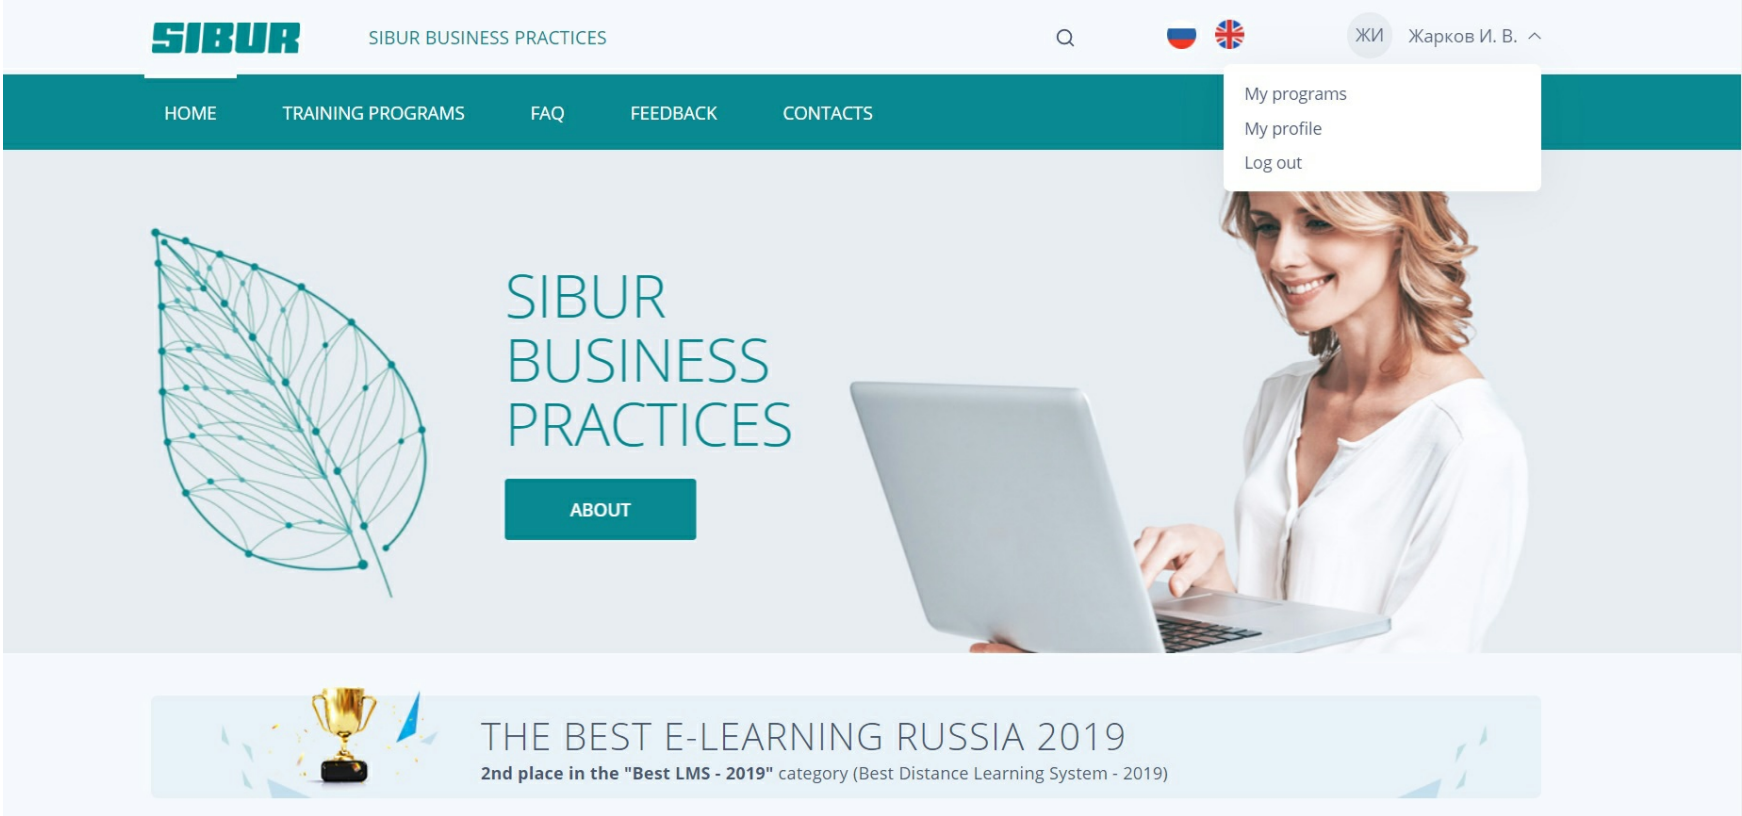 SIBUR
SIBUR BUSINESS PRACTICES
ЖИ
Жарков И. В.
HOME
TRAINING PROGRAMS
FAQ
FEEDBACK
CONTACTS
My programs
My profile
Log out
SIBUR
BUSINESS
PRACTICES
ABOUT
THE BEST E-LEARNING RUSSIA 2019
2nd place in the "Best LMS - 2019" category (Best Distance Learning System - 2019)